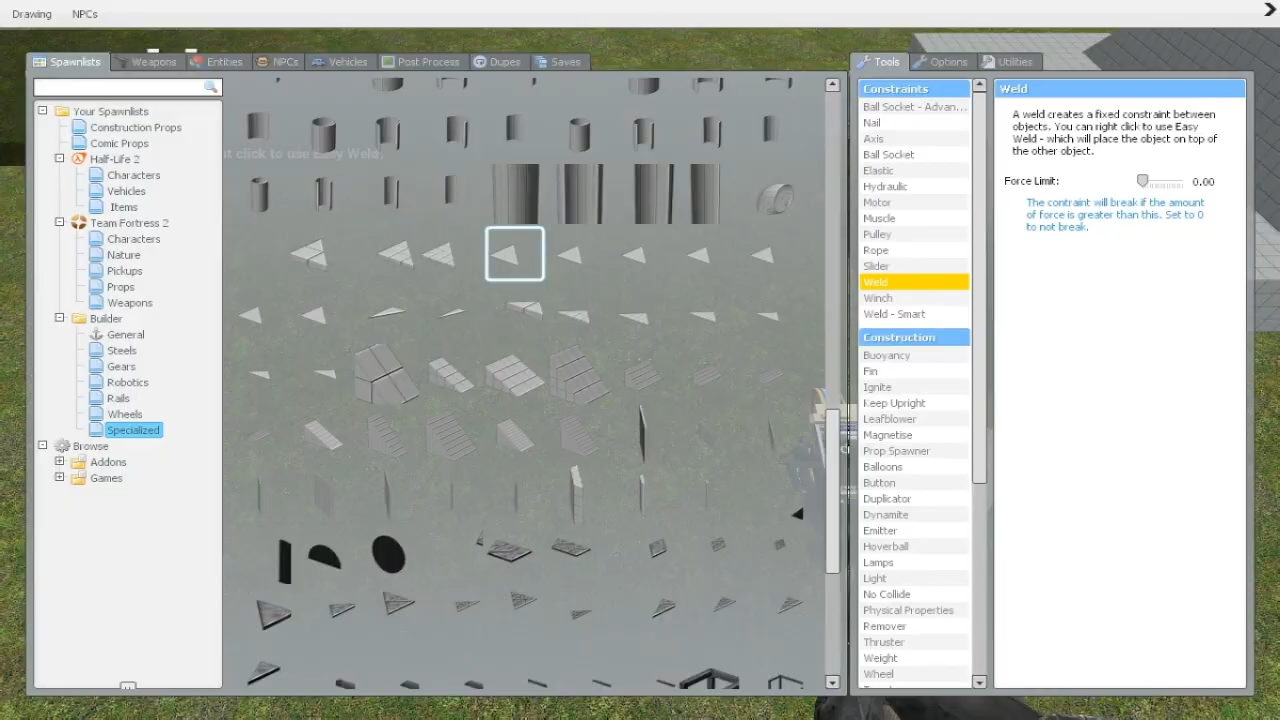 Drawing NPCs
Spawnlists Weapons Entities NPCs Vehicles Post Process Dupes Saves
Your Spawnlists
Construction Props
Comic Props
Half-Life 2
Characters
Vehicles
Items
Team Fortress 2
Characters
Nature
Pickups
Props
Weapons
Builder
General
Steels
Gears
Robotics
Rails
Wheels
Specialized
Browse
Addons
Games
click to use Easy Weld.
Tools Options Utilities
Constraints
Ball Socket - Advan...
Nail
Axis
Ball Socket
Elastic
Hydraulic
Motor
Muscle
Pulley
Rope
Slider
Weld
Winch
Weld - Smart
Construction
Buoyancy
Fin
Ignite
Keep Upright
Leafblower
Magnetise
Prop Spawner
Balloons
Button
Duplicator
Dynamite
Emitter
Hoverball
Lamps
Light
No Collide
Physical Properties
Remover
Thruster
Weight
Wheel
Weld
A weld creates a fixed constraint between
objects. You can right click to use Easy
Weld - which will place the object on top of
the other object.
Force Limit: 0.00
The contraint will break if the amount
of force is greater than this. Set to 0
to not break.